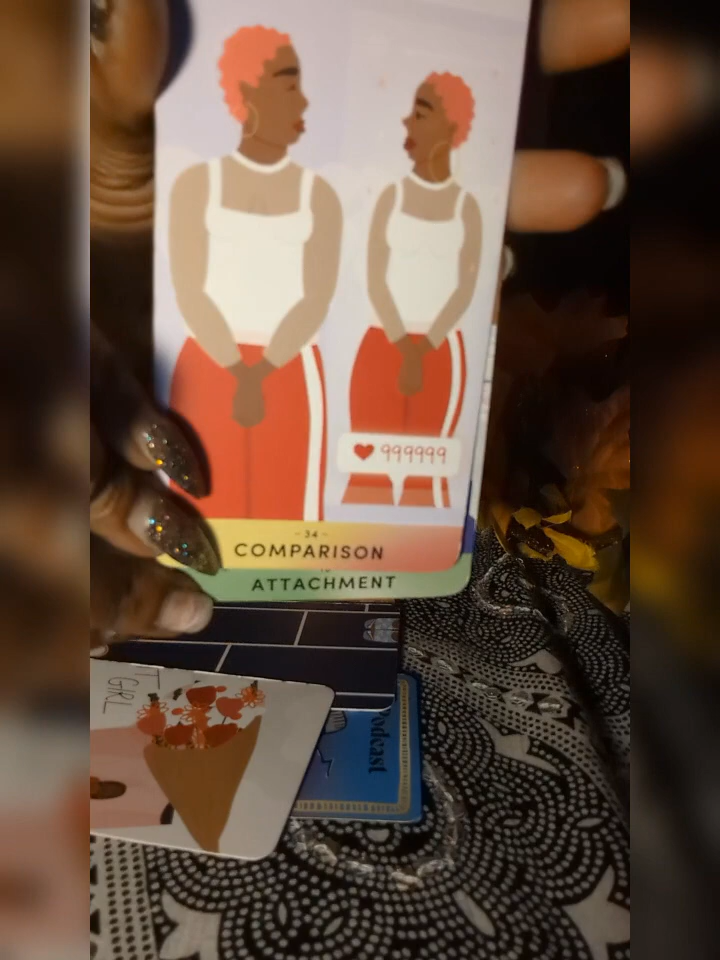 999999
- 34 -
COMPARISON
ATTACHMENT
GIRL
Podcast